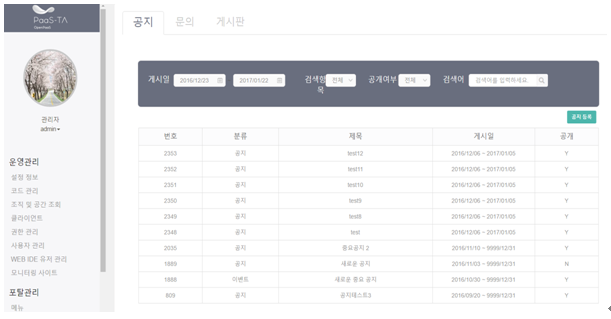 PaaS-TA
관리자
admin
운영관리
설정 정보
코드 관리
조직 및 공간 조회
클라이언트
권한 관리
사용자 관리
WEB IDE 유저 관리
모니터링 사이트
포탈관리
메뉴
공지 문의 게시판
게시일 2016/12/23 2017/01/22 검색항목 전체 공개여부 전체 검색어 검색어를 입력하세요
공지 등록
번호 분류 제목 게시일 공개
2353 공지 test12 2016/12/06 ~ 2017/01/05 Y
2352 공지 test11 2016/12/06 ~ 2017/01/05 Y
2351 공지 test10 2016/12/06 ~ 2017/01/05 Y
2350 공지 test9 2016/12/06 ~ 2017/01/05 Y
2349 공지 test8 2016/12/06 ~ 2017/01/05 Y
2348 공지 test 2016/12/06 ~ 2017/01/05 Y
2035 공지 중요공지 2 2016/11/10 ~ 9999/12/31 Y
1889 공지 새로운 공지 2016/11/03 ~ 9999/12/31 N
1888 이벤트 새로운 중요 공지 2016/10/30 ~ 9999/12/31 Y
809 공지 공지테스트3 2016/09/20 ~ 9999/12/31 Y